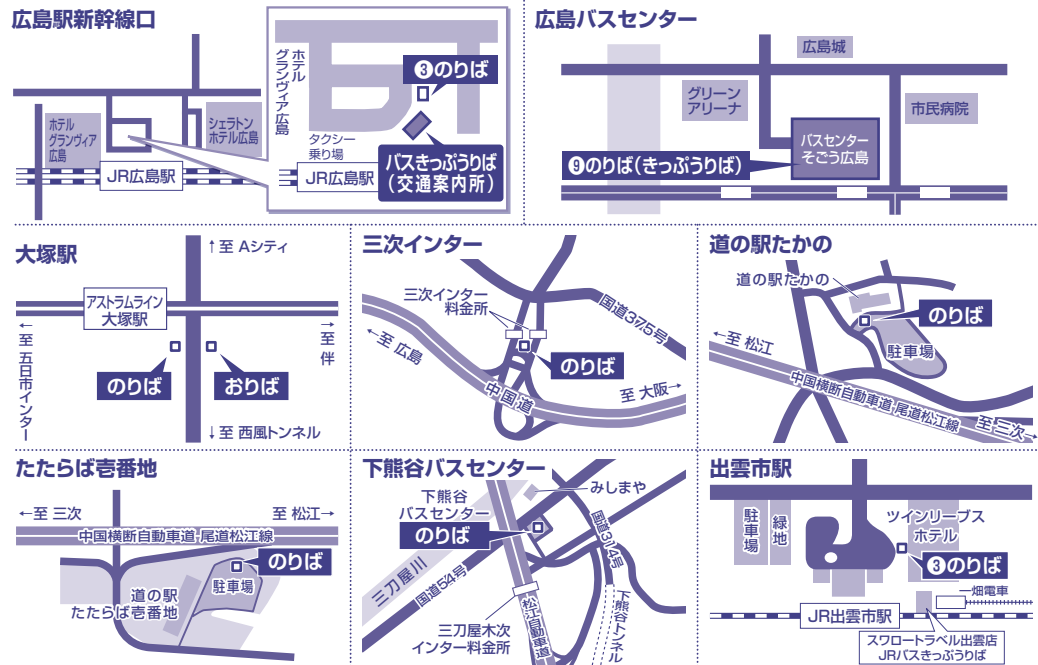 広島駅新幹線口
ホテル
グランヴィア
広島
シェラトン
ホテル広島
JR広島駅
ホテル
グランヴィア広島
❸のりば
タクシー
乗り場
JR広島駅
バスきっぷうりば
(交通案内所)
広島バスセンター
広島城
グリーン
アリーナ
市民病院
バスセンター
そごう広島
❾のりば(きっぷうりば)
大塚駅
↑至 Aシティ
アストラムライン
大塚駅
←至 五日市インター
→至 伴
のりば
おりば
↓至 西風トンネル
三次インター
三次インター
料金所
国道375号
←至 広島
のりば
中国道
至 大阪→
道の駅たかの
道の駅たかの
のりば
駐車場
←至 松江
中国横断自動車道 尾道松江線
至 三次→
たたらば壱番地
←至 三次
至 松江→
中国横断自動車道 尾道松江線
のりば
駐車場
道の駅
たたらば壱番地
下熊谷バスセンター
みしまや
下熊谷
バスセンター
のりば
国道314号
三刀屋川
国道54号
三刀屋木次
インター料金所
松江自動車道
下熊谷トンネル
出雲市駅
駐車場
緑地
ツインリーブス
ホテル
❸のりば
一畑電車
JR出雲市駅
スワロートラベル出雲店
JRバスきっぷうりば